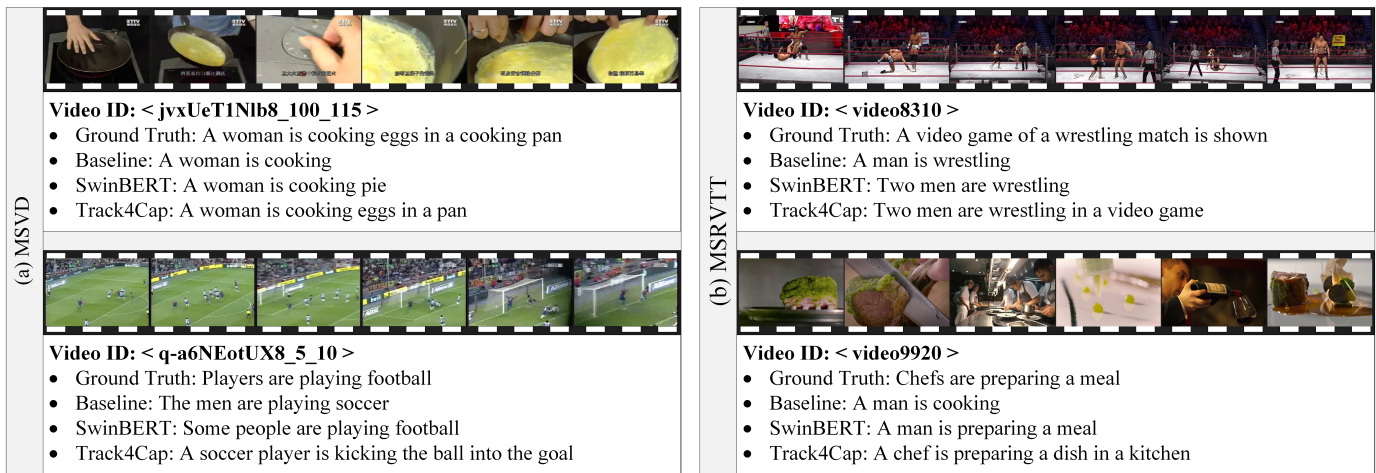 (a) MSVD
Video ID: < jvxUeT1Nlb8_100_115 >
• Ground Truth: A woman is cooking eggs in a cooking pan
• Baseline: A woman is cooking
• SwinBERT: A woman is cooking pie
• Track4Cap: A woman is cooking eggs in a pan
Video ID: < q-a6NEotUX8_5_10 >
• Ground Truth: Players are playing football
• Baseline: The men are playing soccer
• SwinBERT: Some people are playing football
• Track4Cap: A soccer player is kicking the ball into the goal
(b) MSRVTT
Video ID: < video8310 >
• Ground Truth: A video game of a wrestling match is shown
• Baseline: A man is wrestling
• SwinBERT: Two men are wrestling
• Track4Cap: Two men are wrestling in a video game
Video ID: < video9920 >
• Ground Truth: Chefs are preparing a meal
• Baseline: A man is cooking
• SwinBERT: A man is preparing a meal
• Track4Cap: A chef is preparing a dish in a kitchen